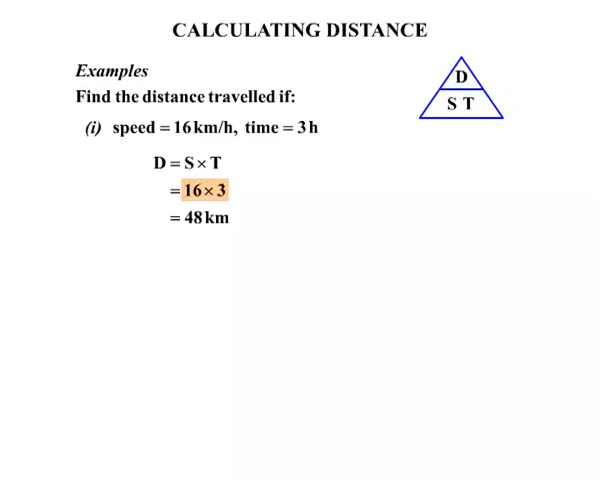 CALCULATING DISTANCE
Examples
Find the distance travelled if:
(i) speed = 16 km/h, time = 3 h
D = S × T
= 16 × 3
= 48 km
D
S T